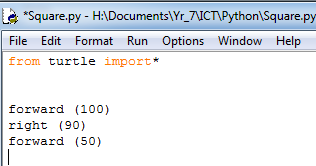 *Square.py - H:\Documents\Yr_7\ICT\Python\Square.py
File Edit Format Run Options Window Help
from turtle import*
forward (100)
right (90)
forward (50)